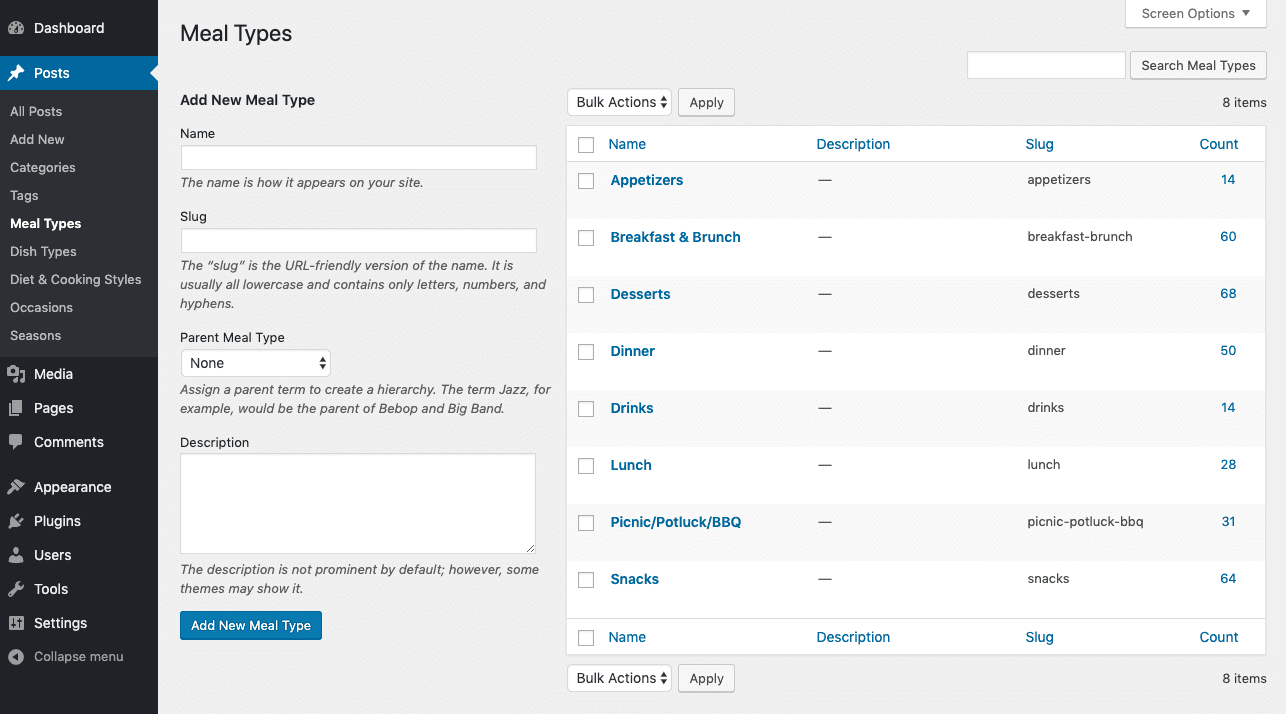 Dashboard
Posts
All Posts
Add New
Categories
Tags
Meal Types
Dish Types
Diet & Cooking Styles
Occasions
Seasons
Media
Pages
Comments
Appearance
Plugins
Users
Tools
Settings
Collapse menu
Screen Options
Meal Types
Search Meal Types
Add New Meal Type
Name
The name is how it appears on your site.
Slug
The “slug” is the URL-friendly version of the name. It is
usually all lowercase and contains only letters, numbers, and
hyphens.
Parent Meal Type
None
Assign a parent term to create a hierarchy. The term Jazz, for
example, would be the parent of Bebop and Big Band.
Description
The description is not prominent by default; however, some
themes may show it.
Add New Meal Type
Bulk Actions Apply 8 items
Name Description Slug Count
Appetizers — appetizers 14
Breakfast & Brunch — breakfast-brunch 60
Desserts — desserts 68
Dinner — dinner 50
Drinks — drinks 14
Lunch — lunch 28
Picnic/Potluck/BBQ — picnic-potluck-bbq 31
Snacks — snacks 64
Name Description Slug Count
Bulk Actions Apply 8 items